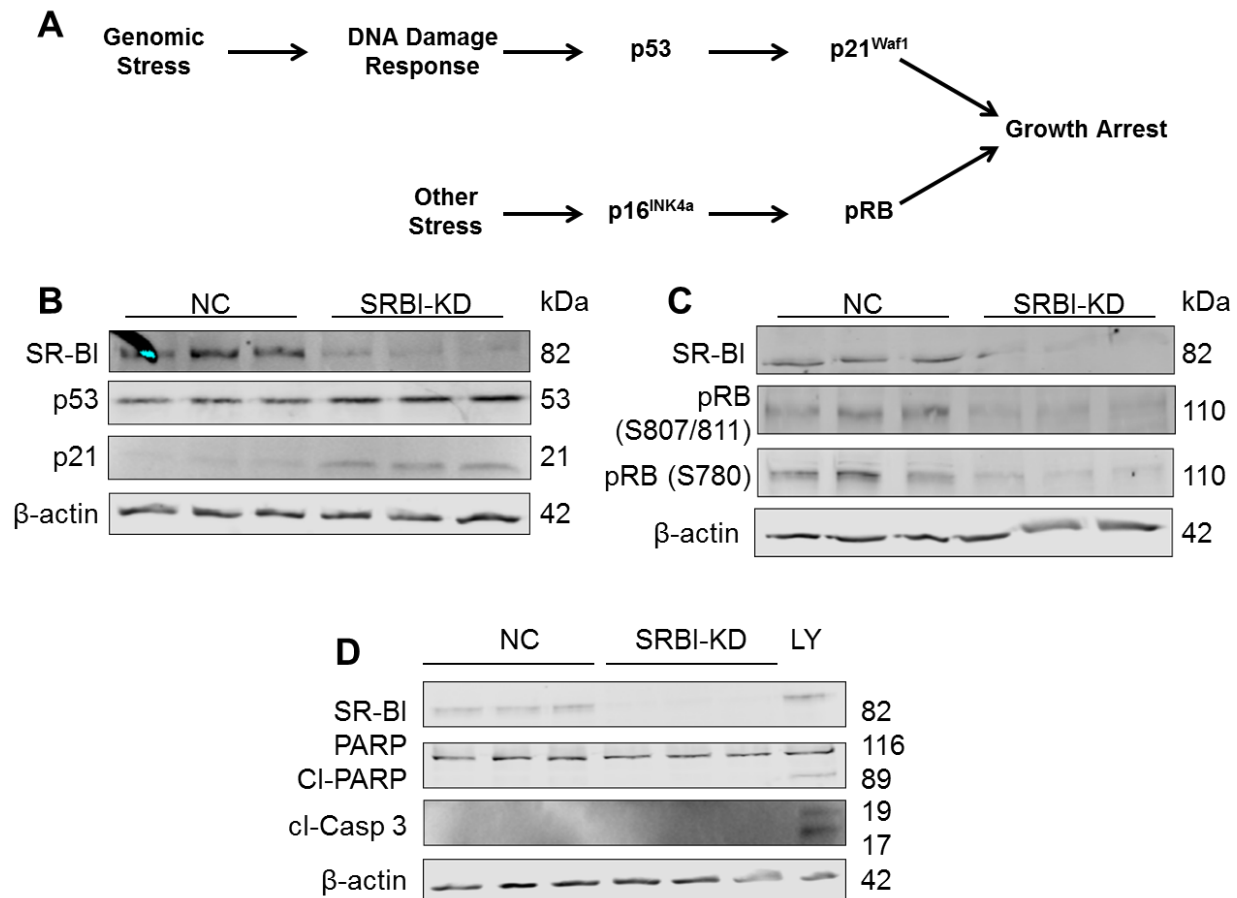 A
Genomic
Stress
DNA Damage
Response
p53
p21Waf1
Growth Arrest
Other
Stress
p16INK4a
pRB
B
NC
SRBI-KD
kDa
SR-BI
82
p53
53
p21
21
β-actin
42
C
NC
SRBI-KD
kDa
SR-BI
82
pRB
(S807/811)
110
pRB (S780)
110
β-actin
42
D
NC
SRBI-KD
LY
SR-BI
82
PARP
116
Cl-PARP
89
cl-Casp 3
19
17
β-actin
42